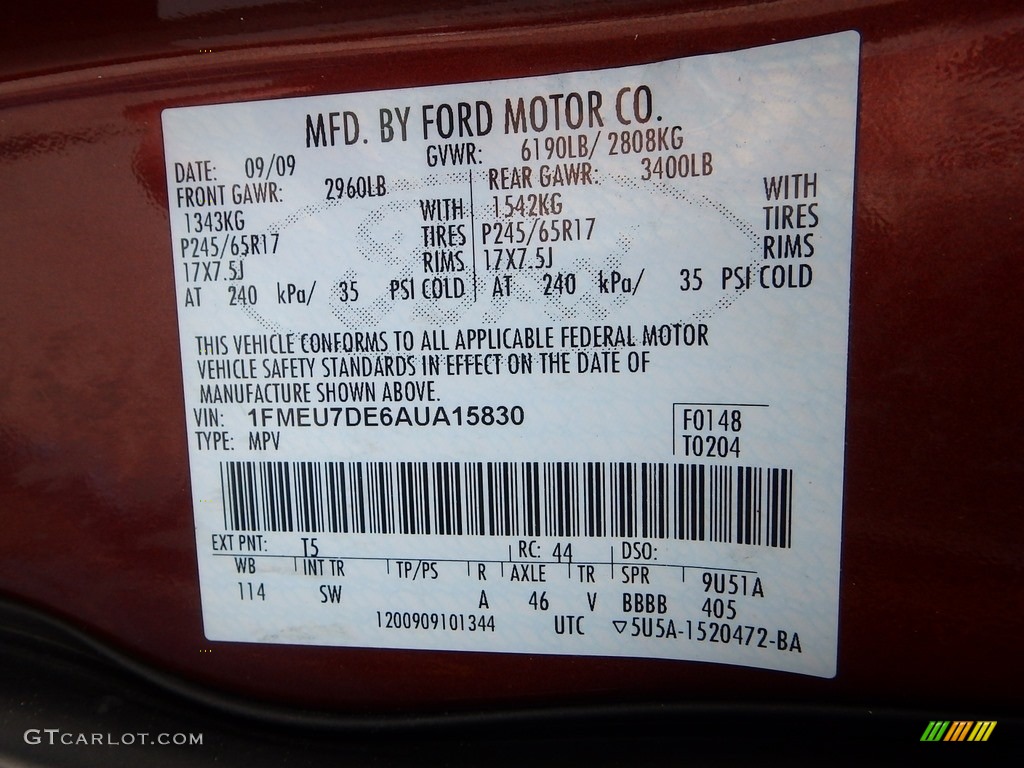 MFD. BY FORD MOTOR CO.
DATE: 09/09 GVWR: 6190LB/ 2808KG
FRONT GAWR: 2960LB REAR GAWR: 3400LB
1343KG WITH 1542KG WITH
P245/65R17 TIRES P245/65R17 TIRES
17X7.5J RIMS 17X7.5J RIMS
AT 240 kPa/ 35 PSI COLD AT 240 kPa/ 35 PSI COLD
THIS VEHICLE CONFORMS TO ALL APPLICABLE FEDERAL MOTOR
VEHICLE SAFETY STANDARDS IN EFFECT ON THE DATE OF
MANUFACTURE SHOWN ABOVE.
VIN: 1FMEU7DE6AUA15830 F0148
TYPE: MPV T0204
EXT PNT: T5 RC: 44 DSO:
WB INT TR TP/PS R AXLE TR SPR 9U51A
114 SW A 46 V BBBB 405
1200909101344 UTC ▽5U5A-1520472-BA
GTCARLOT.COM